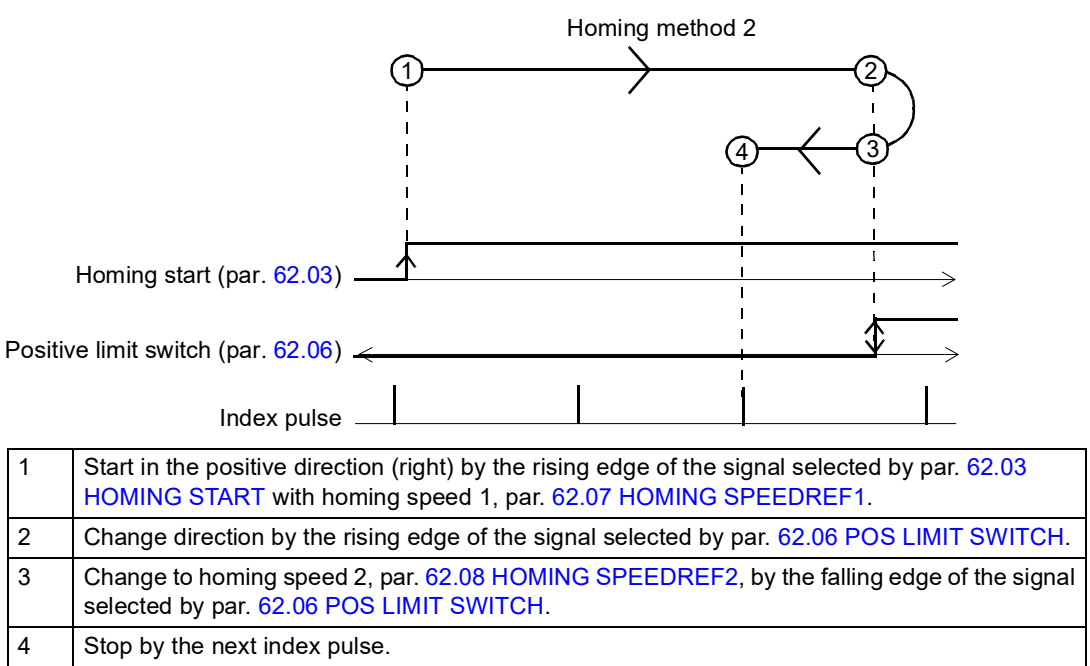 Homing method 2
1
2
4
3
Homing start (par. 62.03)
Positive limit switch (par. 62.06)
Index pulse
1 Start in the positive direction (right) by the rising edge of the signal selected by par. 62.03
HOMING START with homing speed 1, par. 62.07 HOMING SPEEDREF1.
2 Change direction by the rising edge of the signal selected by par. 62.06 POS LIMIT SWITCH.
3 Change to homing speed 2, par. 62.08 HOMING SPEEDREF2, by the falling edge of the signal
selected by par. 62.06 POS LIMIT SWITCH.
4 Stop by the next index pulse.